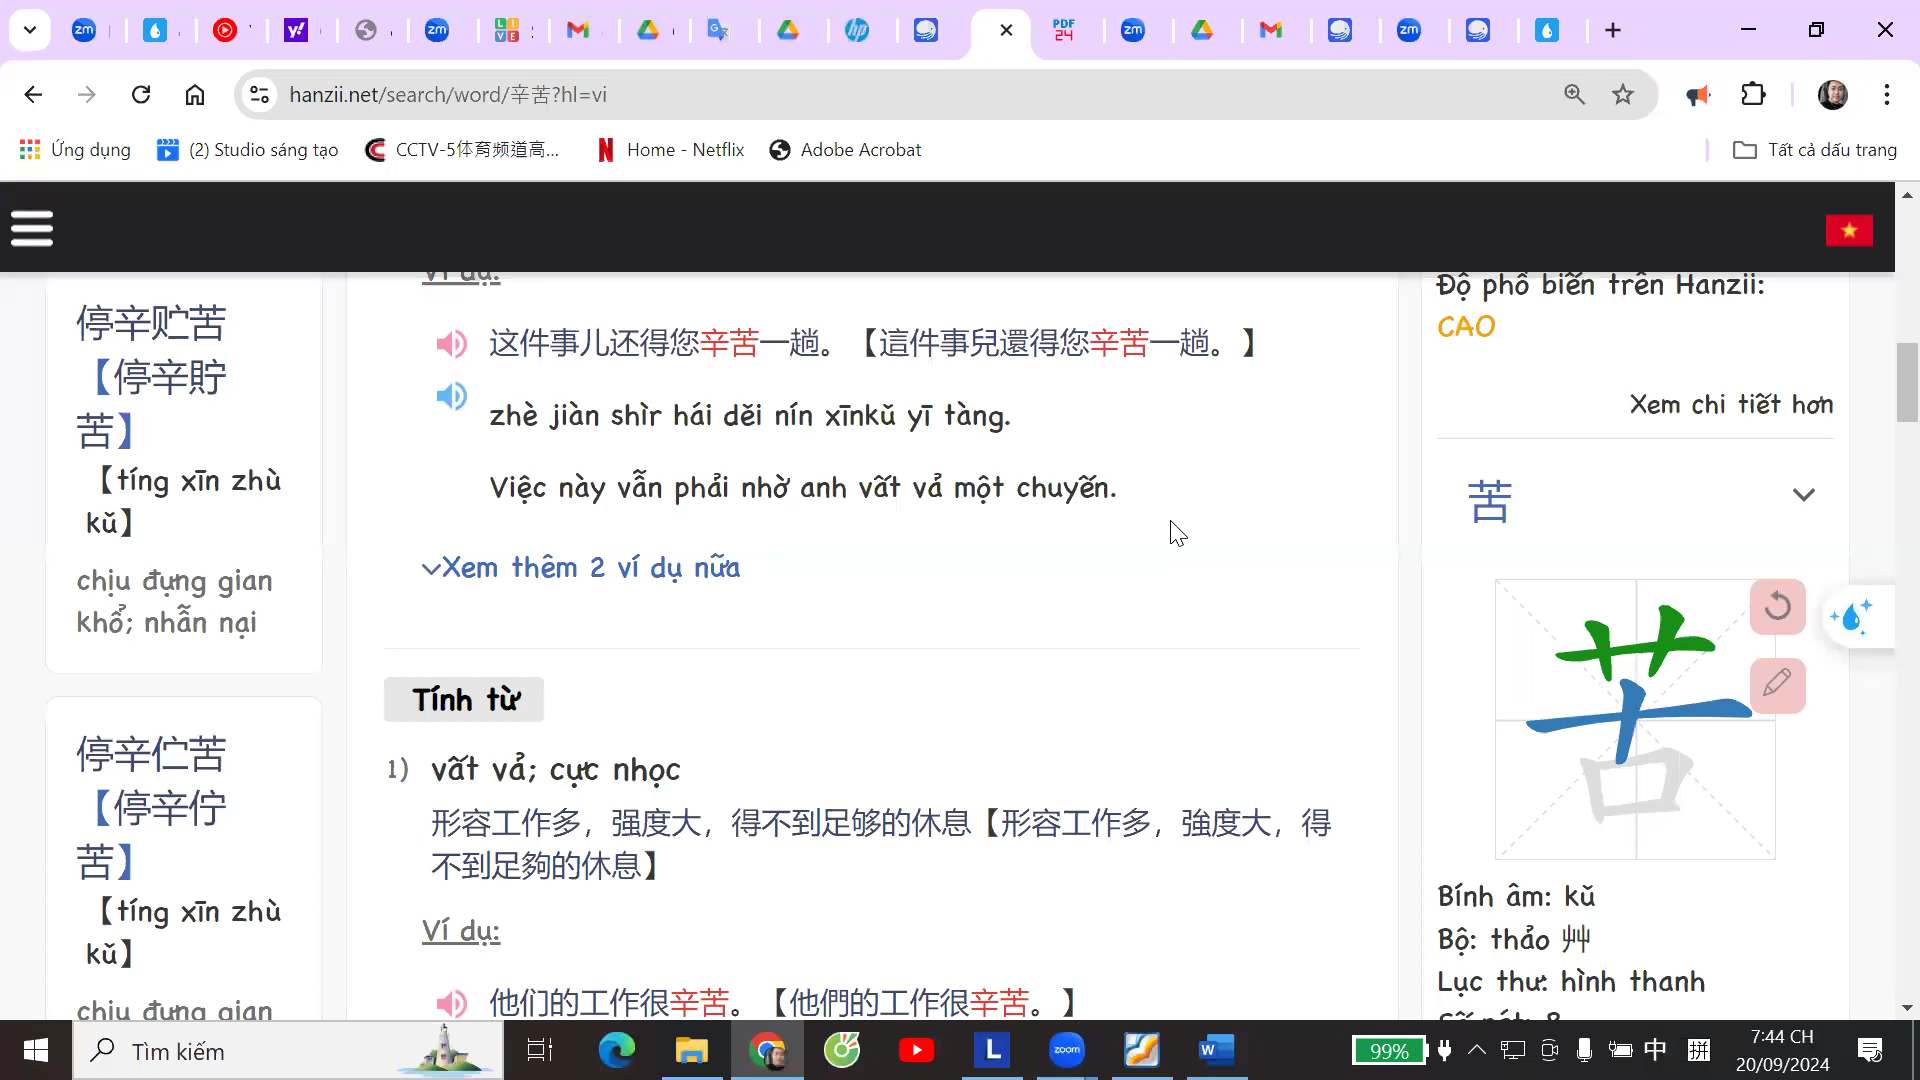 hanzii.net/search/word/辛苦?hl=vi
Ứng dụng
(2) Studio sáng tạo
CCTV-5体育频道高...
Home - Netflix
Adobe Acrobat
Tất cả dấu trang
停辛贮苦
【停辛貯
苦】
【tíng xīn zhù
kǔ】
chịu đựng gian
khổ; nhẫn nại
停辛伫苦
【停辛佇
苦】
【tíng xīn zhù
kǔ】
chịu đựng gian
Ví dụ:
这件事儿还得您辛苦一趟。【這件事兒還得您辛苦一趟。】
zhè jiàn shìr hái děi nín xīnkǔ yī tàng.
Việc này vẫn phải nhờ anh vất vả một chuyến.
Xem thêm 2 ví dụ nữa
Tính từ
1) vất vả; cực nhọc
形容工作多，强度大，得不到足够的休息【形容工作多，強度大，得
不到足夠的休息】
Ví dụ:
他们的工作很辛苦。【他們的工作很辛苦。】
Độ phổ biến trên Hanzii:
CAO
Xem chi tiết hơn
苦
苦
Bính âm: kǔ
Bộ: thảo 艸
Lục thư: hình thanh
Tìm kiếm
99%
中
拼
7:44 CH
20/09/2024